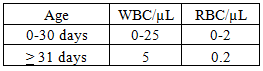 Age WBC/µL RBC/µL
0-30 days 0-25 0-2
≥ 31 days 5 0.2